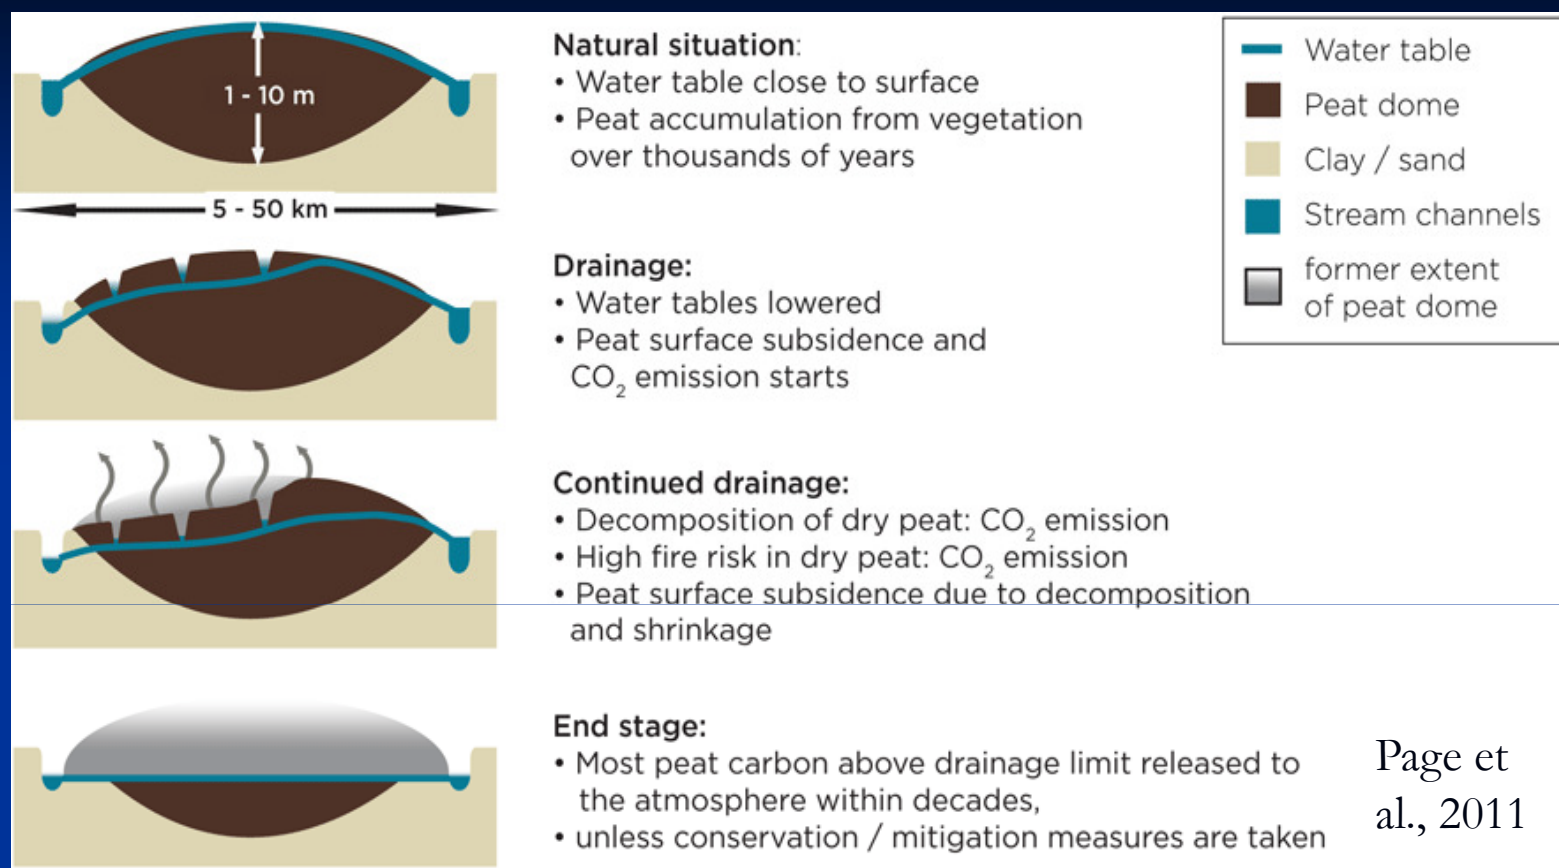 1 - 10 m
5 - 50 km
Natural situation:
• Water table close to surface
• Peat accumulation from vegetation
over thousands of years
Drainage:
• Water tables lowered
• Peat surface subsidence and
CO₂ emission starts
Continued drainage:
• Decomposition of dry peat: CO₂ emission
• High fire risk in dry peat: CO₂ emission
• Peat surface subsidence due to decomposition
and shrinkage
End stage:
• Most peat carbon above drainage limit released to
the atmosphere within decades,
• unless conservation / mitigation measures are taken
Water table
Peat dome
Clay / sand
Stream channels
former extent
of peat dome
Page et
al., 2011